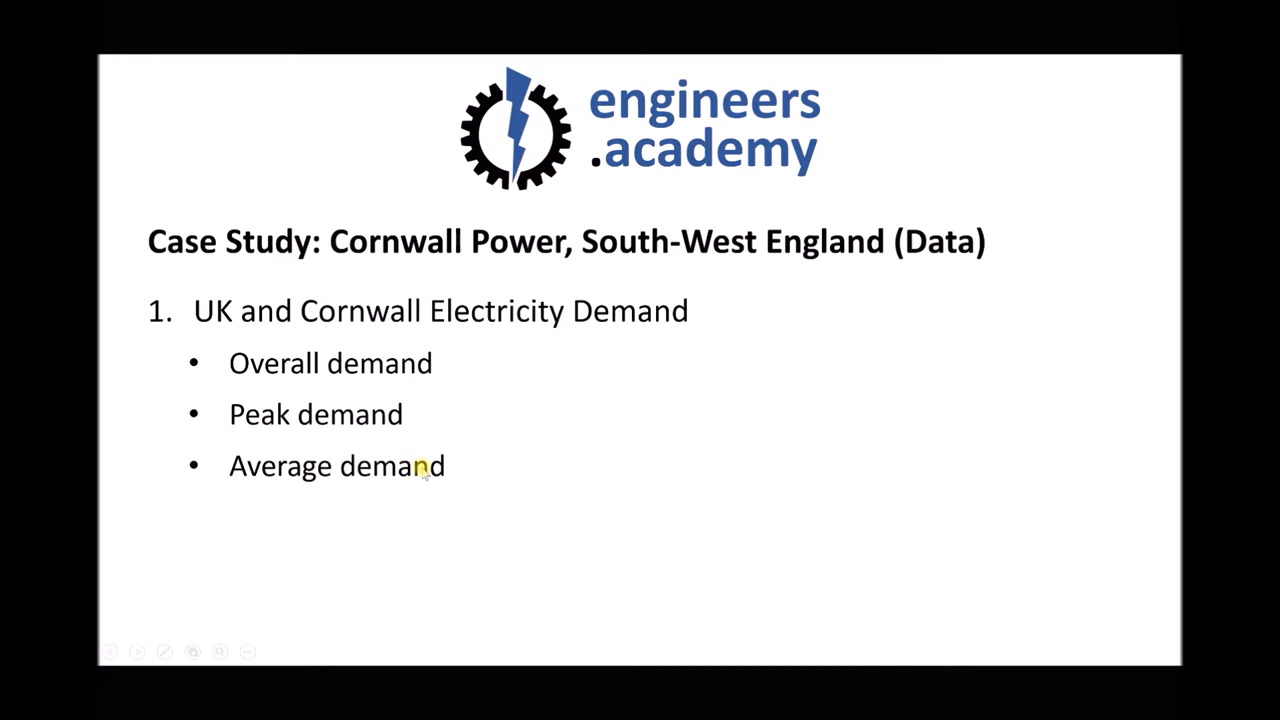 engineers
.academy
Case Study: Cornwall Power, South-West England (Data)
1. UK and Cornwall Electricity Demand
• Overall demand
• Peak demand
• Average demand